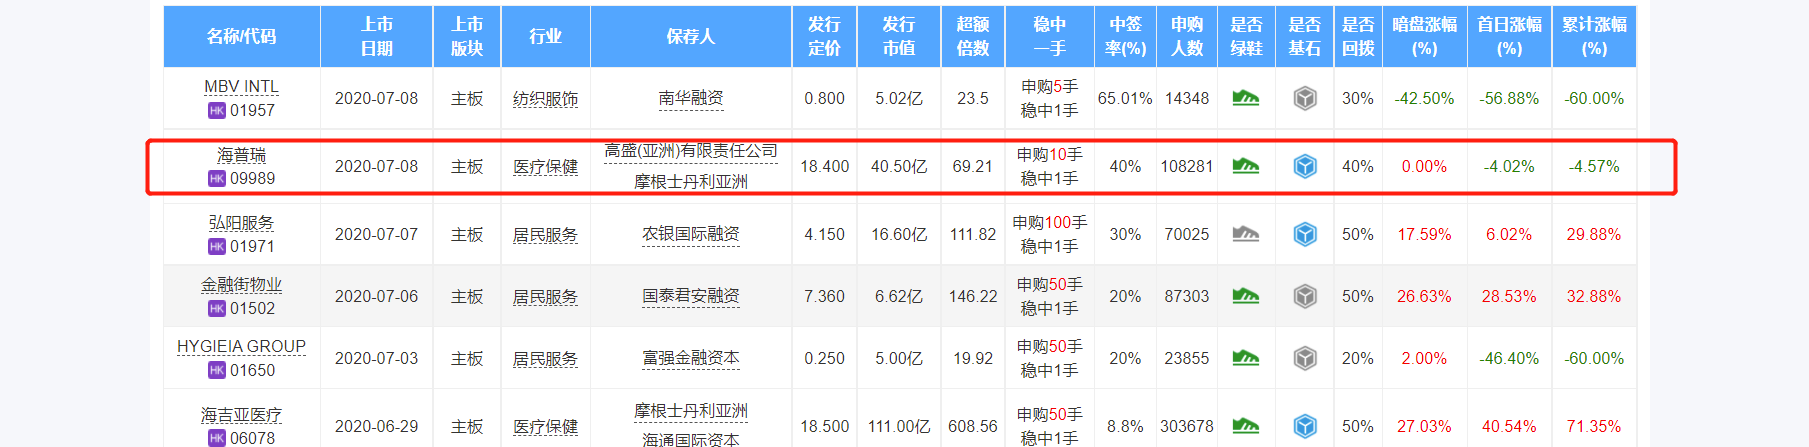 名称/代码 上市日期 上市版块 行业 保荐人 发行定价 发行市值 超额倍数 稳中一手 中签率(%) 申购人数 是否绿鞋 是否基石 是否回拨 暗盘涨幅(%) 首日涨幅(%) 累计涨幅(%)
MBV INTL HK 01957 2020-07-08 主板 纺织服饰 南华融资 0.800 5.02亿 23.5 申购5手稳中1手 65.01% 14348 30% -42.50% -56.88% -60.00%
海普瑞 HK 09989 2020-07-08 主板 医疗保健 高盛(亚洲)有限责任公司 摩根士丹利亚洲 18.400 40.50亿 69.21 申购10手稳中1手 40% 108281 40% 0.00% -4.02% -4.57%
弘阳服务 HK 01971 2020-07-07 主板 居民服务 农银国际融资 4.150 16.60亿 111.82 申购100手稳中1手 30% 70025 50% 17.59% 6.02% 29.88%
金融街物业 HK 01502 2020-07-06 主板 居民服务 国泰君安融资 7.360 6.62亿 146.22 申购50手稳中1手 20% 87303 50% 26.63% 28.53% 32.88%
HYGIEIA GROUP HK 01650 2020-07-03 主板 居民服务 富强金融资本 0.250 5.00亿 19.92 申购50手稳中1手 20% 23855 20% 2.00% -46.40% -60.00%
海吉亚医疗 HK 06078 2020-06-29 主板 医疗保健 摩根士丹利亚洲 海通国际资本 18.500 111.00亿 608.56 申购50手稳中1手 8.8% 303678 50% 27.03% 40.54% 71.35%